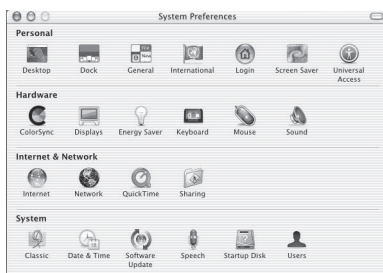 System Preferences
Personal
Desktop Dock General International Login Screen Saver Universal Access
Hardware
ColorSync Displays Energy Saver Keyboard Mouse Sound
Internet & Network
Internet Network QuickTime Sharing
System
Classic Date & Time Software Update Speech Startup Disk Users